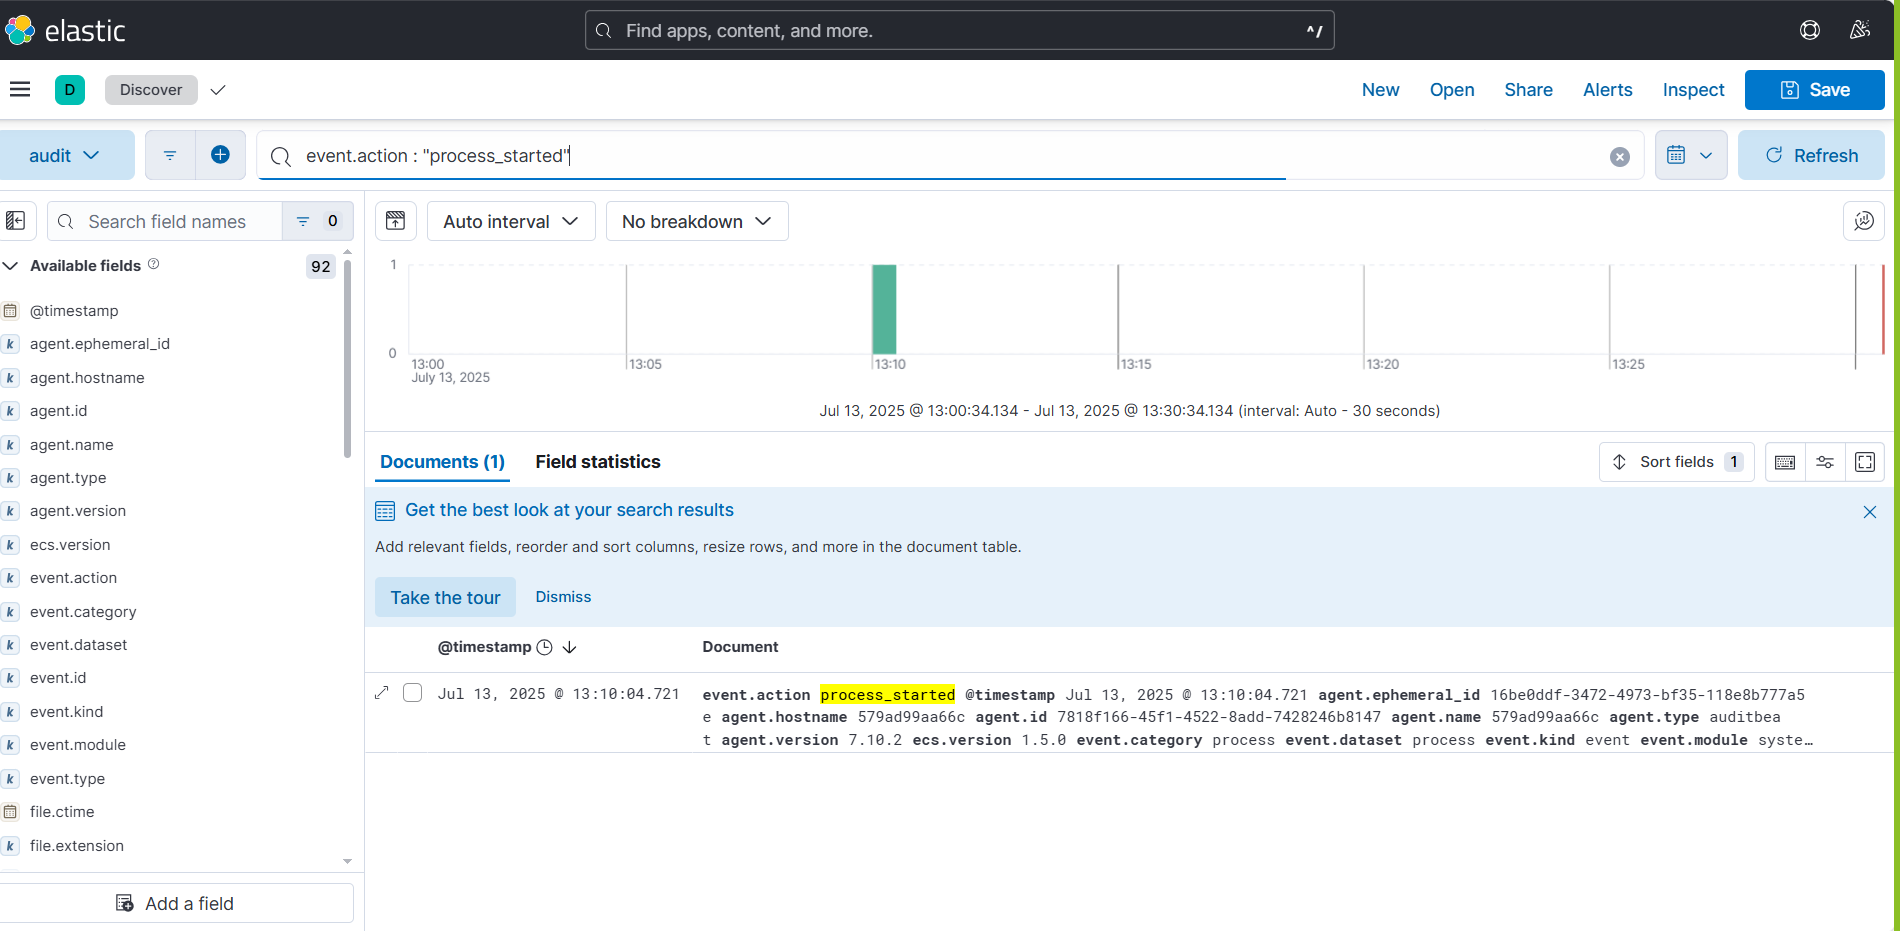 elastic
Find apps, content, and more.
^/
D
Discover
New
Open
Share
Alerts
Inspect
Save
audit
event.action : "process_started"
Refresh
Search field names
0
Auto interval
No breakdown
Available fields
92
@timestamp
agent.ephemeral_id
agent.hostname
agent.id
agent.name
agent.type
agent.version
ecs.version
event.action
event.category
event.dataset
event.id
event.kind
event.module
event.type
file.ctime
file.extension
Add a field
1
0
13:00
July 13, 2025
13:05
13:10
13:15
13:20
13:25
Jul 13, 2025 @ 13:00:34.134 - Jul 13, 2025 @ 13:30:34.134 (interval: Auto - 30 seconds)
Documents (1)
Field statistics
Sort fields 1
Get the best look at your search results
Add relevant fields, reorder and sort columns, resize rows, and more in the document table.
Take the tour
Dismiss
@timestamp
Document
Jul 13, 2025 @ 13:10:04.721
event.action process_started @timestamp Jul 13, 2025 @ 13:10:04.721 agent.ephemeral_id 16be0ddf-3472-4973-bf35-118e8b777a5
e agent.hostname 579ad99aa66c agent.id 7818f166-45f1-4522-8add-7428246b8147 agent.name 579ad99aa66c agent.type auditbea
t agent.version 7.10.2 ecs.version 1.5.0 event.category process event.dataset process event.kind event event.module syste…